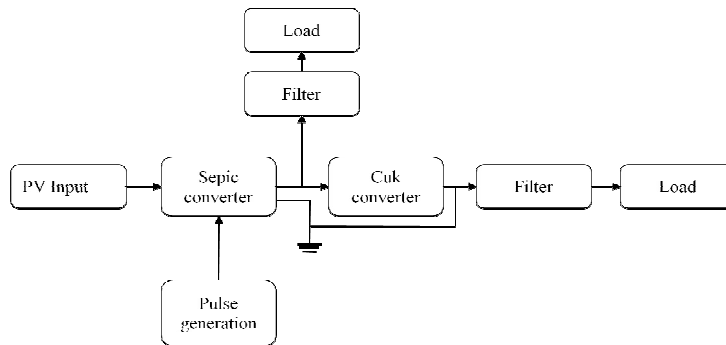 Load
Filter
PV Input
Sepic
converter
Cuk
converter
Filter
Load
Pulse
generation